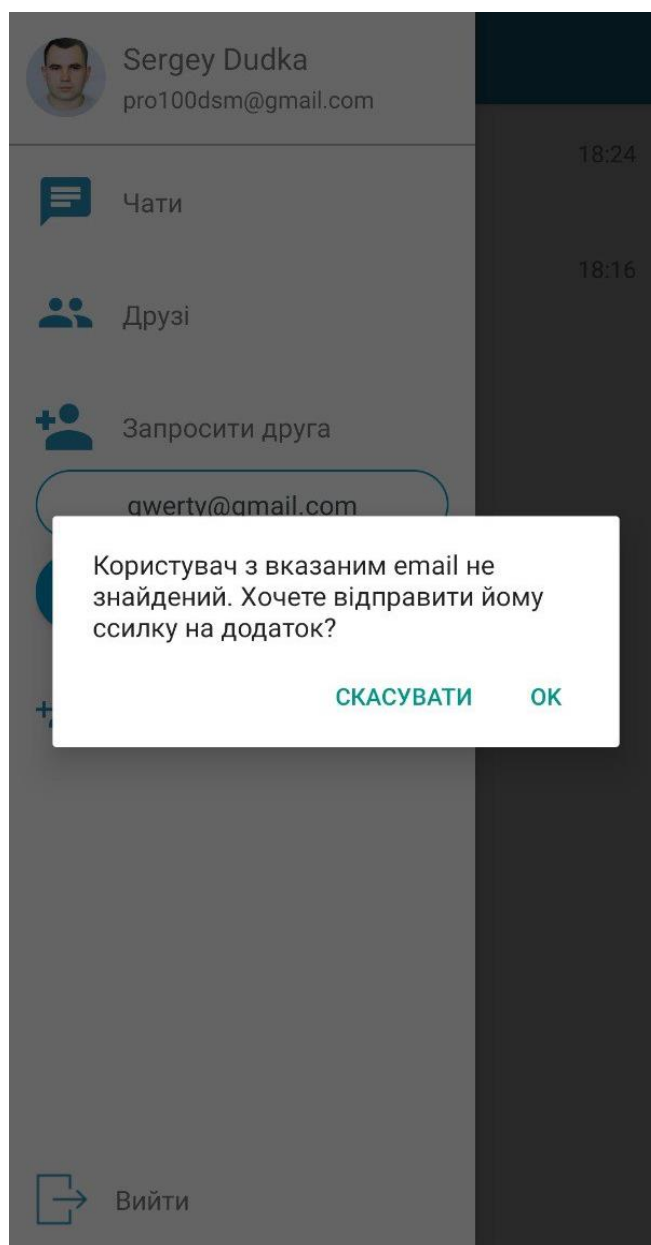 Sergey Dudka
pro100dsm@gmail.com
18:24
Чати
18:16
Друзі
Запросити друга
qwerty@gmail.com
Користувач з вказаним email не
знайдений. Хочете відправити йому
ссилку на додаток?
СКАСУВАТИ OK
Вийти